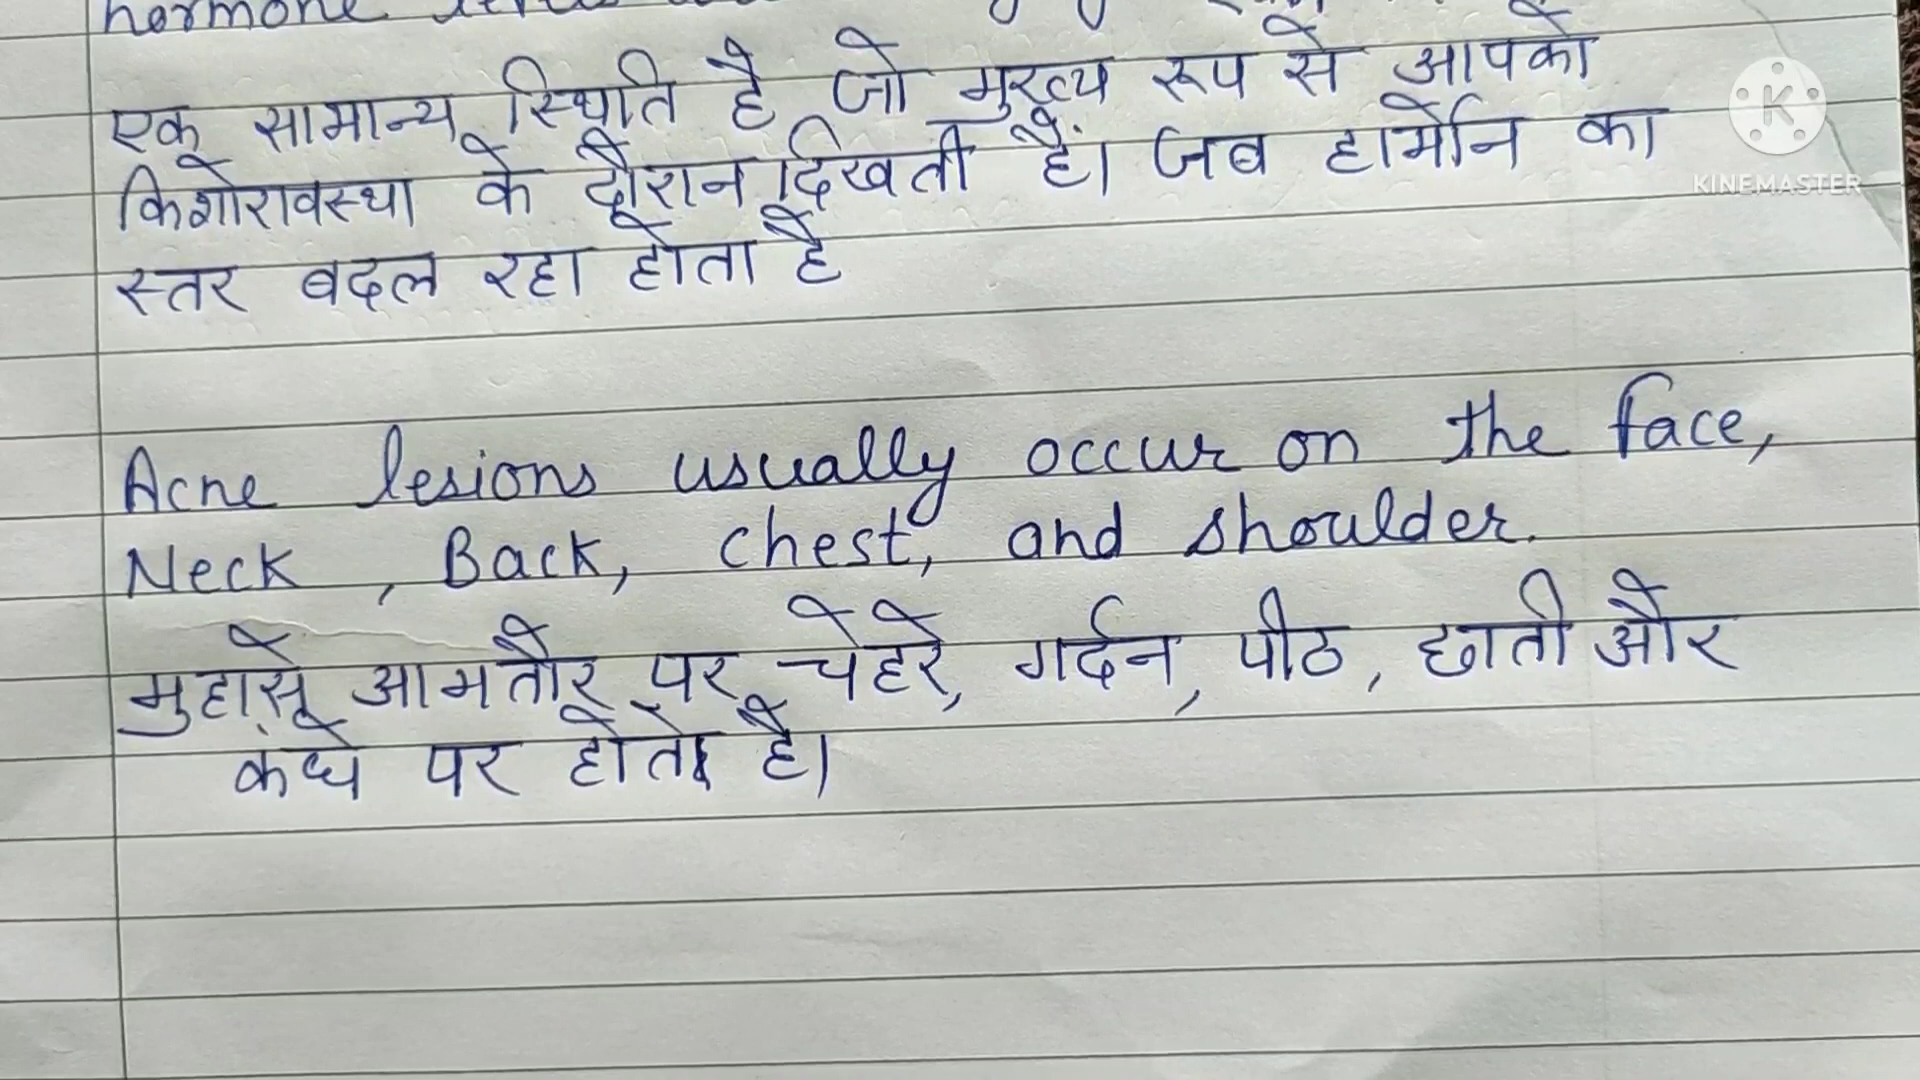 hormone
एक सामान्य स्थिति है जो मुख्य रूप से आपको
किशोरावस्था के दौरान दिखती हैं। जब हार्मोन का
स्तर बदल रहा होता है
Acne lesions usually occur on the face,
Neck, Back, chest, and shoulder.
मुहांसे आमतौर पर चेहरे, गर्दन, पीठ, छाती और
कंधे पर होते है।
K
KINEMASTER